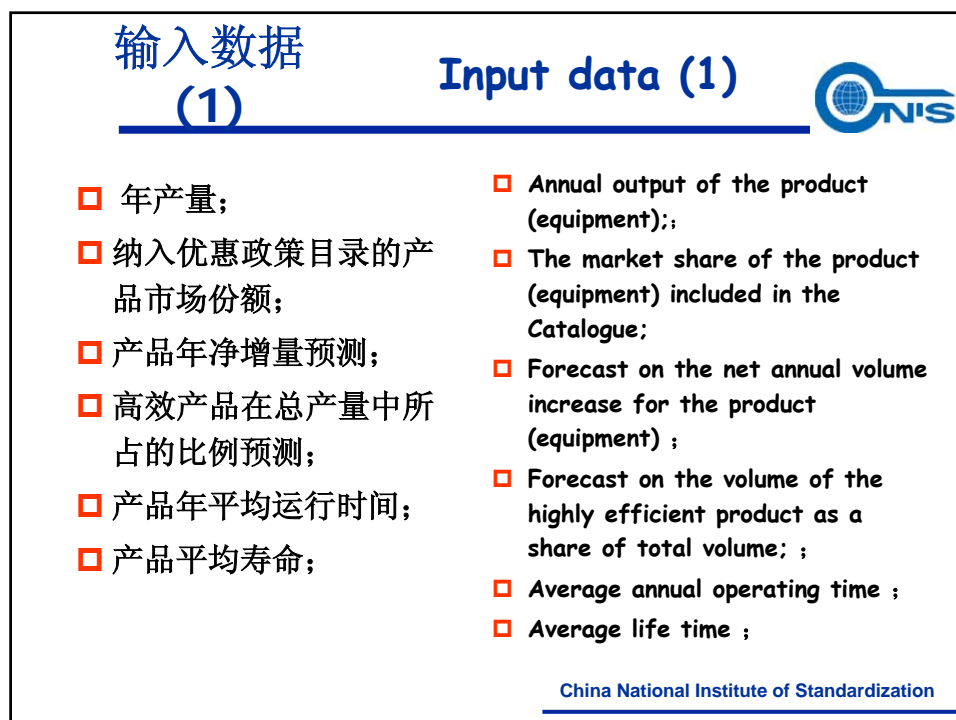 输入数据
(1)
Input data (1)
CNIS
年产量；
纳入优惠政策目录的产
品市场份额；
产品年净增量预测；
高效产品在总产量中所
占的比例预测；
产品年平均运行时间；
产品平均寿命；
Annual output of the product
(equipment);；
The market share of the product
(equipment) included in the
Catalogue;
Forecast on the net annual volume
increase for the product
(equipment) ；
Forecast on the volume of the
highly efficient product as a
share of total volume; ；
Average annual operating time ；
Average life time ；
China National Institute of Standardization